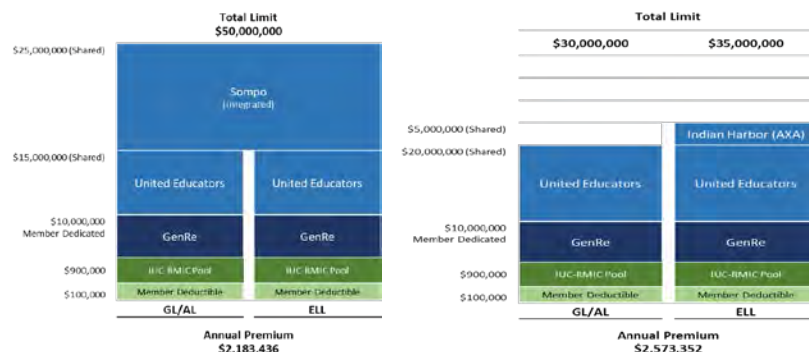 Total Limit
$50,000,000
$25,000,000 (Shared)
Sompo
(Integrated)
$15,000,000 (Shared)
United Educators
United Educators
$10,000,000
Member Dedicated
GenRe
GenRe
$900,000
IUC-RMIC Pool
IUC-RMIC Pool
$100,000
Member Deductible
Member Deductible
GL/AL
ELL
Annual Premium
$2,183,436
Total Limit
$30,000,000
$35,000,000
$5,000,000 (Shared)
Indian Harbor (AXA)
$20,000,000 (Shared)
United Educators
United Educators
$10,000,000
Member Dedicated
GenRe
GenRe
$900,000
IUC-RMIC Pool
IUC-RMIC Pool
$100,000
Member Deductible
Member Deductible
GL/AL
ELL
Annual Premium
$2,573,352